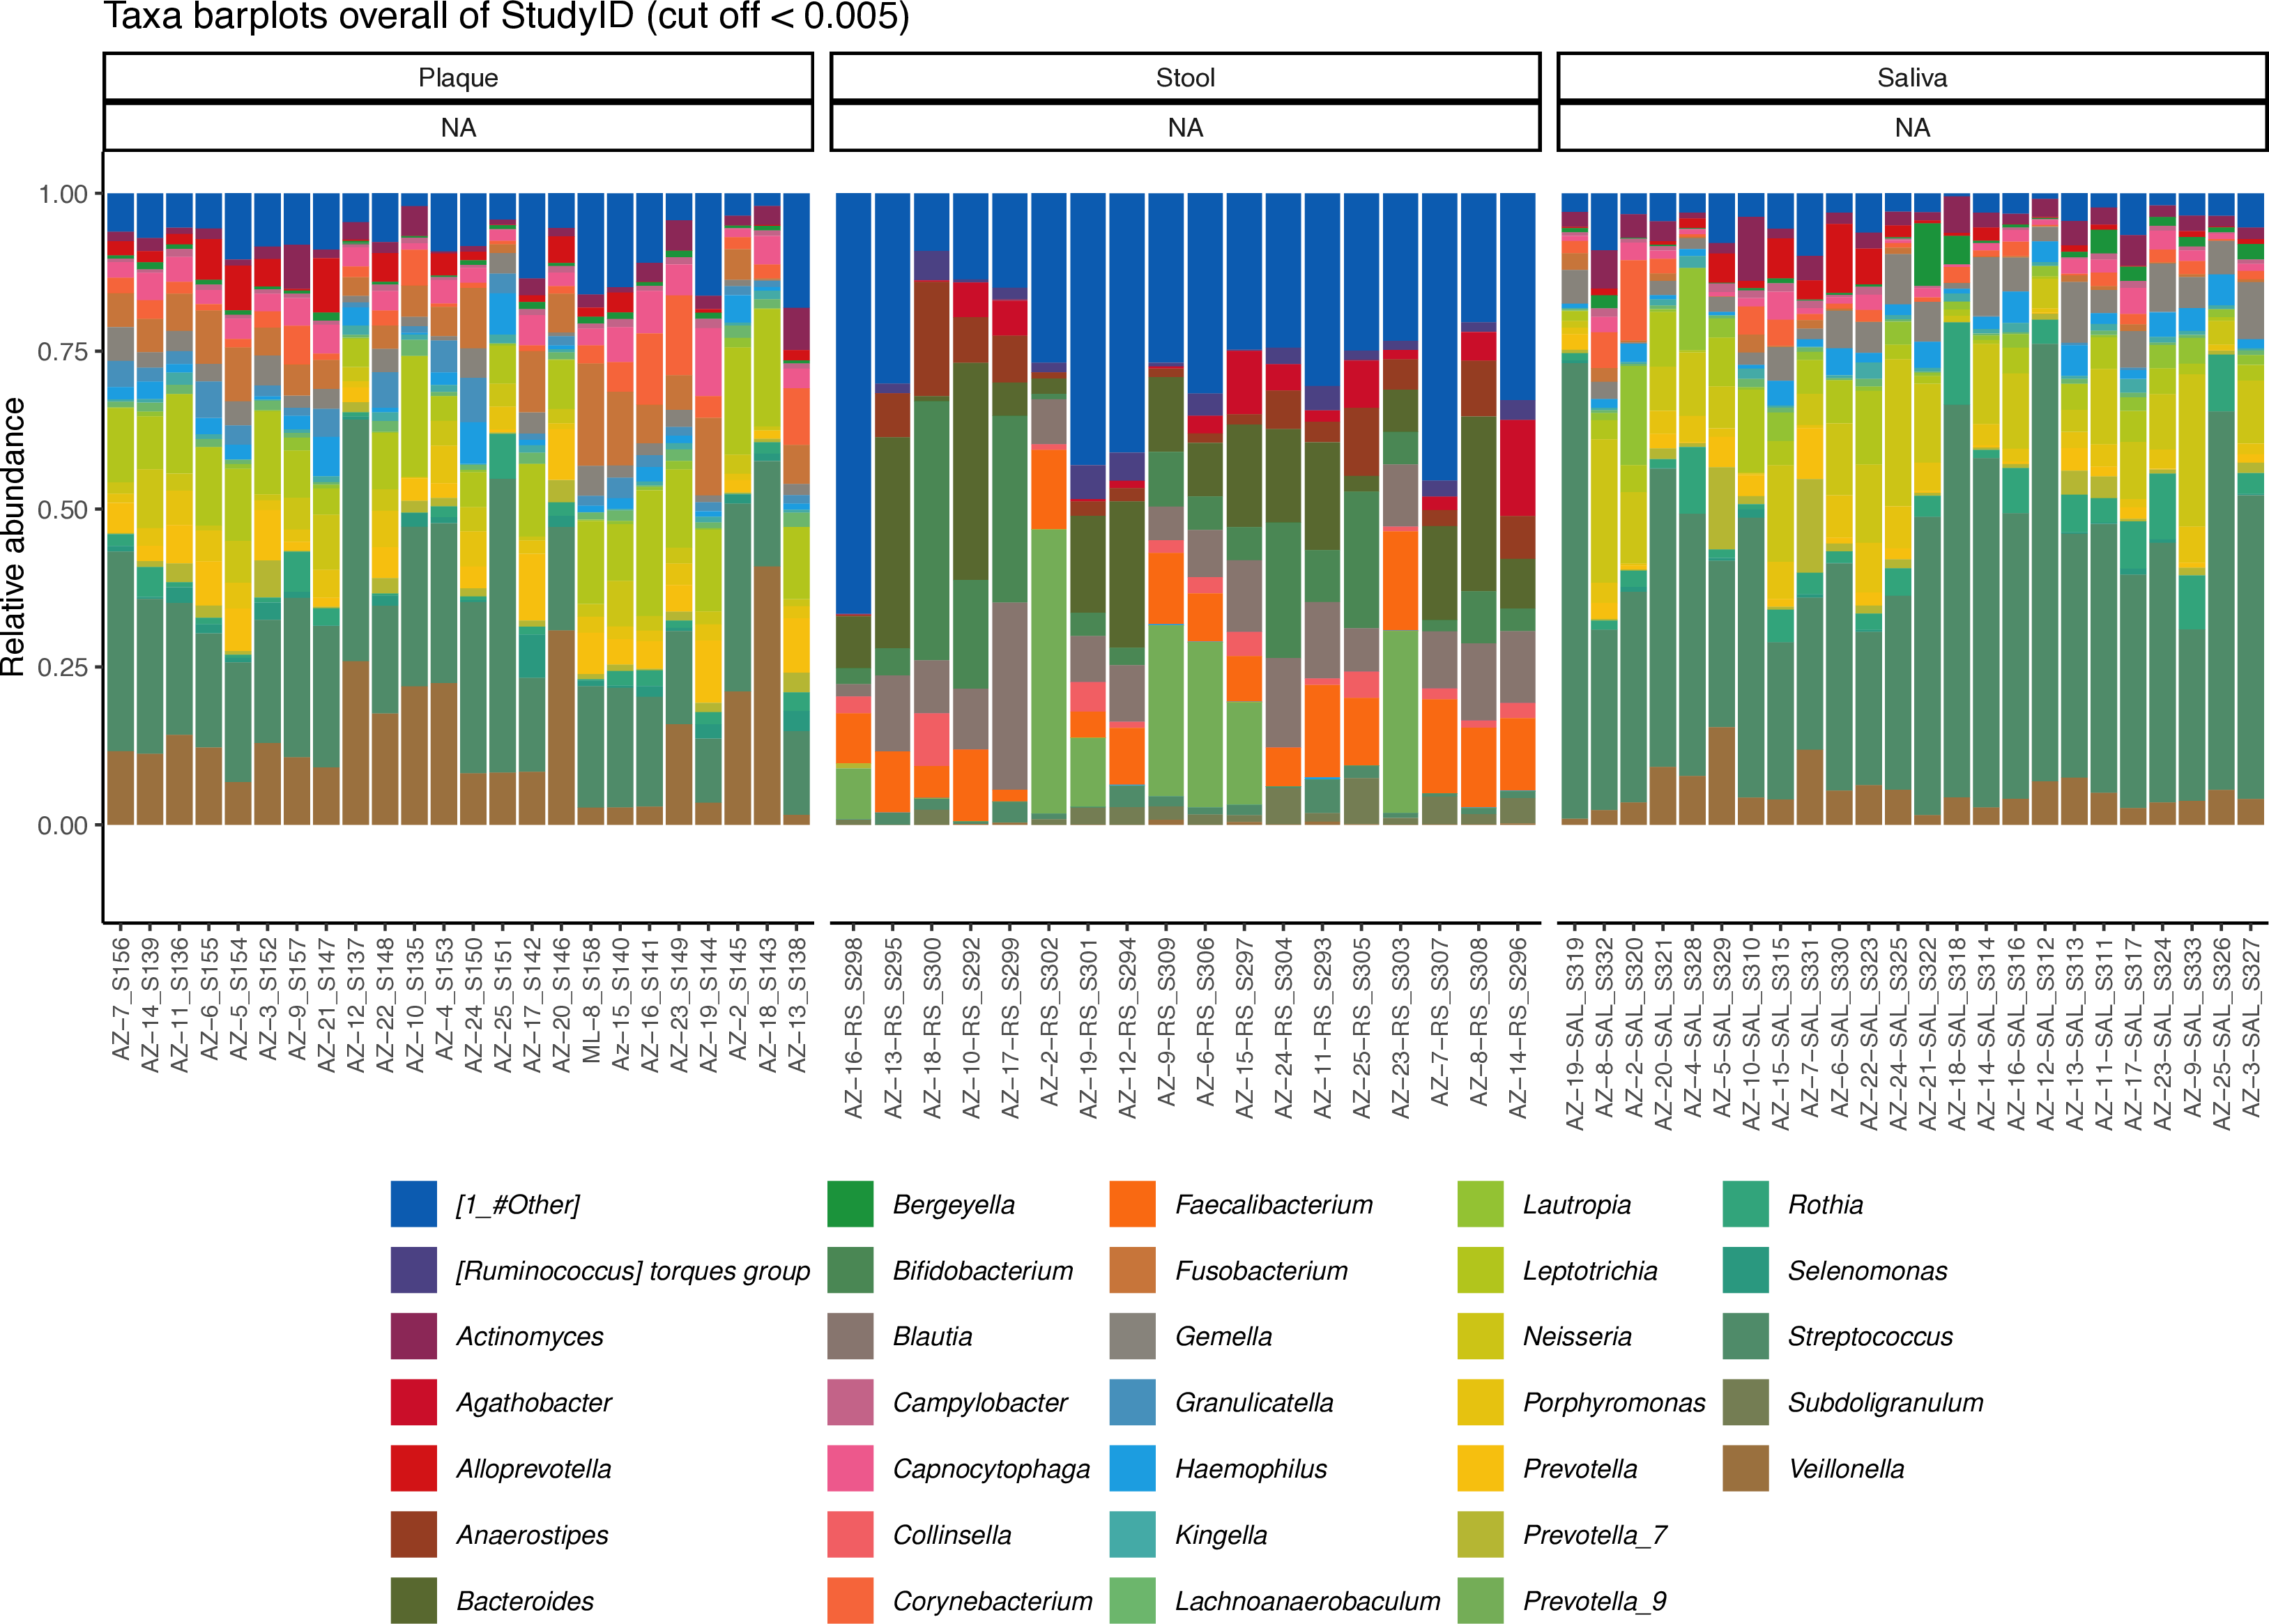 Taxa barplots overall of StudyID (cut off < 0.005)
Plaque
Stool
Saliva
NA
NA
NA
Relative abundance
1.00
0.75
0.50
0.25
0.00
AZ-7_S156
AZ-14_S139
AZ-11_S136
AZ-6_S155
AZ-5_S154
AZ-3_S152
AZ-9_S157
AZ-21_S147
AZ-12_S137
AZ-22_S148
AZ-10_S135
AZ-4_S153
AZ-24_S150
AZ-25_S151
AZ-17_S142
AZ-20_S146
ML-8_S158
Az-15_S140
AZ-16_S141
AZ-23_S149
AZ-19_S144
AZ-2_S145
AZ-18_S143
AZ-13_S138
AZ-16-RS_S298
AZ-13-RS_S295
AZ-18-RS_S300
AZ-10-RS_S292
AZ-17-RS_S299
AZ-2-RS_S302
AZ-19-RS_S301
AZ-12-RS_S294
AZ-9-RS_S309
AZ-6-RS_S306
AZ-15-RS_S297
AZ-24-RS_S304
AZ-11-RS_S293
AZ-25-RS_S305
AZ-23-RS_S303
AZ-7-RS_S307
AZ-8-RS_S308
AZ-14-RS_S296
AZ-19-SAL_S319
AZ-8-SAL_S332
AZ-2-SAL_S320
AZ-20-SAL_S321
AZ-4-SAL_S328
AZ-5-SAL_S329
AZ-10-SAL_S310
AZ-15-SAL_S315
AZ-7-SAL_S331
AZ-6-SAL_S330
AZ-22-SAL_S323
AZ-24-SAL_S325
AZ-21-SAL_S322
AZ-18-SAL_S318
AZ-14-SAL_S314
AZ-16-SAL_S316
AZ-12-SAL_S312
AZ-13-SAL_S313
AZ-11-SAL_S311
AZ-17-SAL_S317
AZ-23-SAL_S324
AZ-9-SAL_S333
AZ-25-SAL_S326
AZ-3-SAL_S327
[1_#Other]
[Ruminococcus] torques group
Actinomyces
Agathobacter
Alloprevotella
Anaerostipes
Bacteroides
Bergeyella
Bifidobacterium
Blautia
Campylobacter
Capnocytophaga
Collinsella
Corynebacterium
Faecalibacterium
Fusobacterium
Gemella
Granulicatella
Haemophilus
Kingella
Lachnoanaerobaculum
Lautropia
Leptotrichia
Neisseria
Porphyromonas
Prevotella
Prevotella_7
Prevotella_9
Rothia
Selenomonas
Streptococcus
Subdoligranulum
Veillonella